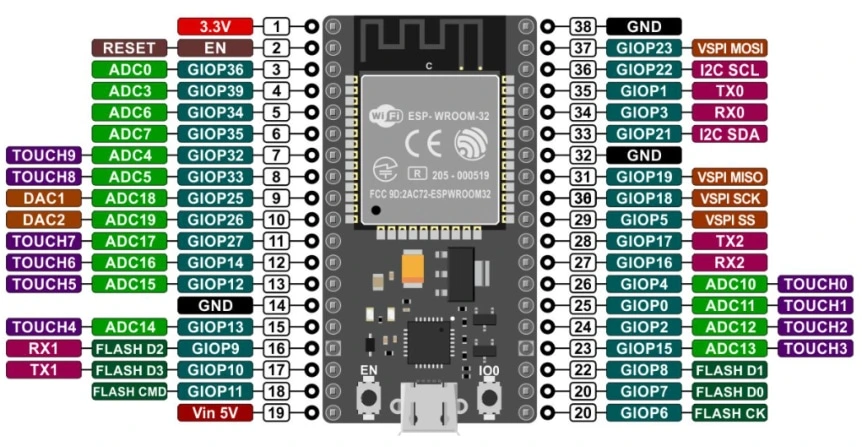 3.3V 1 38 GND
RESET EN 2 37 GIOP23 VSPI MOSI
ADC0 GIOP36 3 36 GIOP22 I2C SCL
C
ADC3 GIOP39 4 35 GIOP1 TX0
ADC6 GIOP34 5 WiFi ESP-WROOM-32 34 GIOP3 RX0
ADC7 GIOP35 6 CE 33 GIOP21 I2C SDA
TOUCH9 ADC4 GIOP32 7 32 GND
TOUCH8 ADC5 GIOP33 8 R 205-000519 31 GIOP19 VSPI MISO
DAC1 ADC18 GIOP25 9 FCC 9D:2AC72-ESPWROOM32 30 GIOP18 VSPI SCK
DAC2 ADC19 GIOP26 10 29 GIOP5 VSPI SS
TOUCH7 ADC17 GIOP27 11 28 GIOP17 TX2
TOUCH6 ADC16 GIOP14 12 27 GIOP16 RX2
TOUCH5 ADC15 GIOP12 13 26 GIOP4 ADC10 TOUCH0
GND 14 25 GIOP0 ADC11 TOUCH1
TOUCH4 ADC14 GIOP13 15 24 GIOP2 ADC12 TOUCH2
RX1 FLASH D2 GIOP9 16 23 GIOP15 ADC13 TOUCH3
TX1 FLASH D3 GIOP10 17 EN IO0 22 GIOP8 FLASH D1
FLASH CMD GIOP11 18 20 GIOP7 FLASH D0
Vin 5V 19 20 GIOP6 FLASH CK